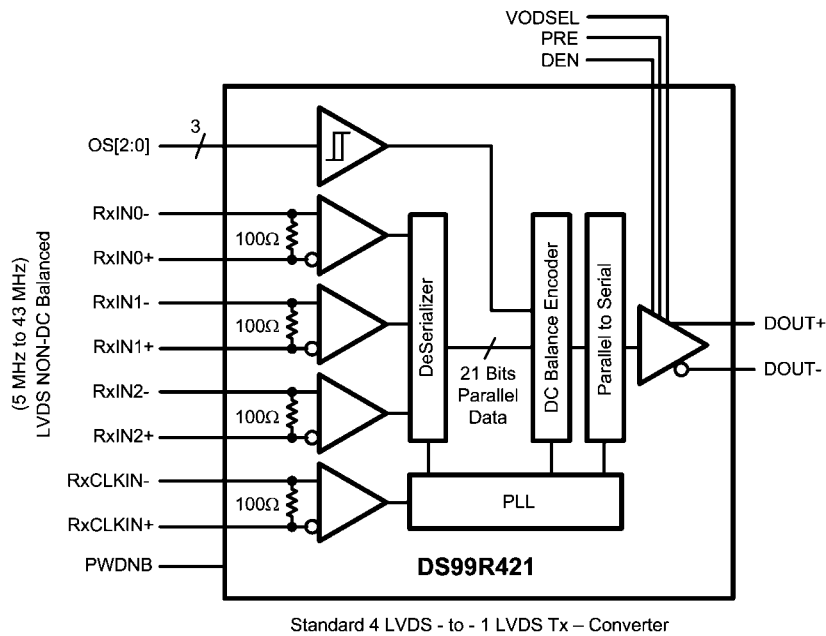 VODSEL
PRE
DEN
3
OS[2:0]
RxIN0-
100Ω
RxIN0+
RxIN1-
100Ω
RxIN1+
RxIN2-
100Ω
RxIN2+
RxCLKIN-
100Ω
RxCLKIN+
PWDNB
(5 MHz to 43 MHz)
LVDS NON-DC Balanced
DeSerializer
21 Bits
Parallel
Data
DC Balance Encoder
Parallel to Serial
DOUT+
DOUT-
PLL
DS99R421
Standard 4 LVDS - to - 1 LVDS Tx – Converter